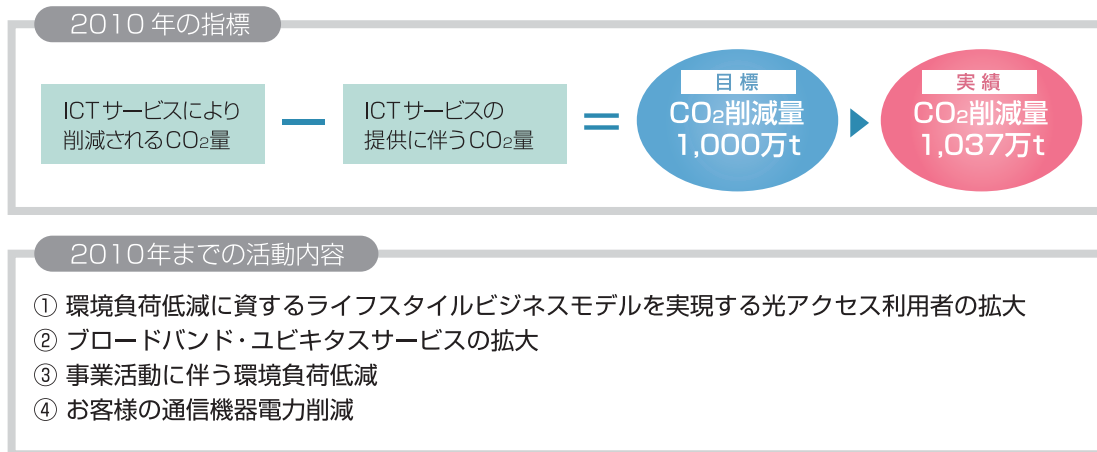 2010年の指標
ICTサービスにより
削減されるCO₂量
ー
ICTサービスの
提供に伴うCO₂量
＝
目標
CO₂削減量
1,000万t
実績
CO₂削減量
1,037万t
2010年までの活動内容
① 環境負荷低減に資するライフスタイルビジネスモデルを実現する光アクセス利用者の拡大
② ブロードバンド・ユビキタスサービスの拡大
③ 事業活動に伴う環境負荷低減
④ お客様の通信機器電力削減